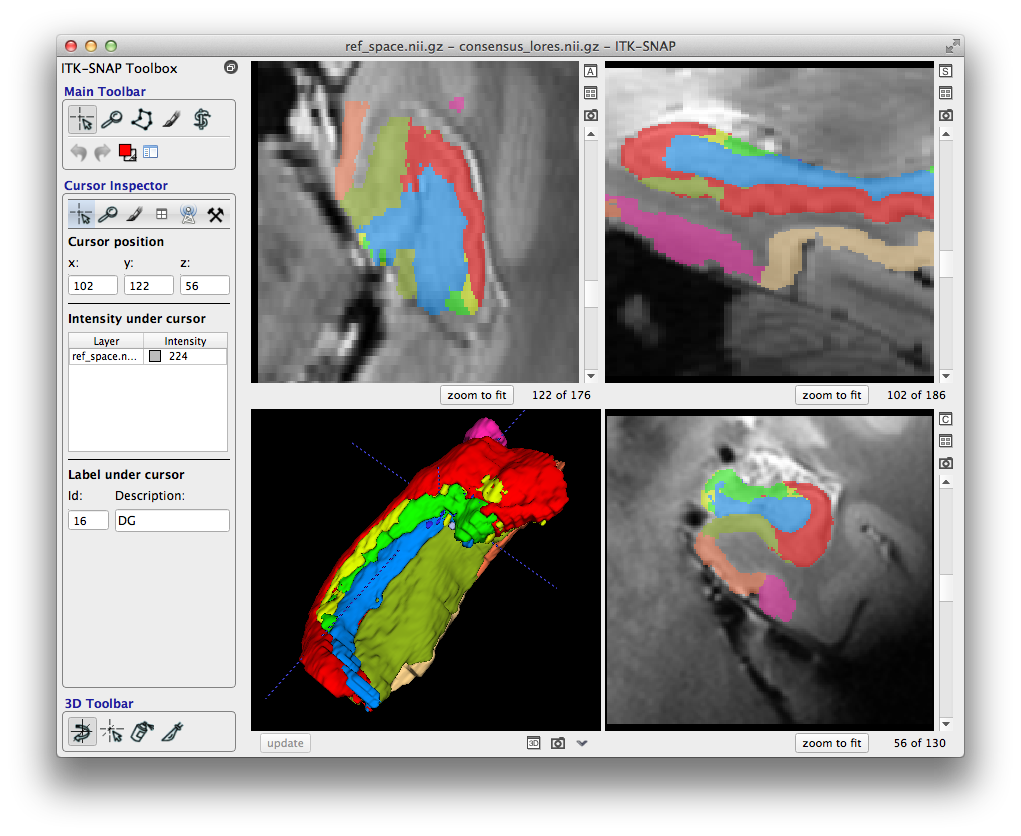 ref_space.nii.gz – consensus_lores.nii.gz – ITK-SNAP
ITK-SNAP Toolbox
Main Toolbar
Cursor Inspector
Cursor position
x: y: z:
102 122 56
Intensity under cursor
Layer Intensity
ref_space.n... 224
Label under cursor
Id: Description:
16 DG
3D Toolbar
A
zoom to fit 122 of 176
S
zoom to fit 102 of 186
update 3D
C
zoom to fit 56 of 130